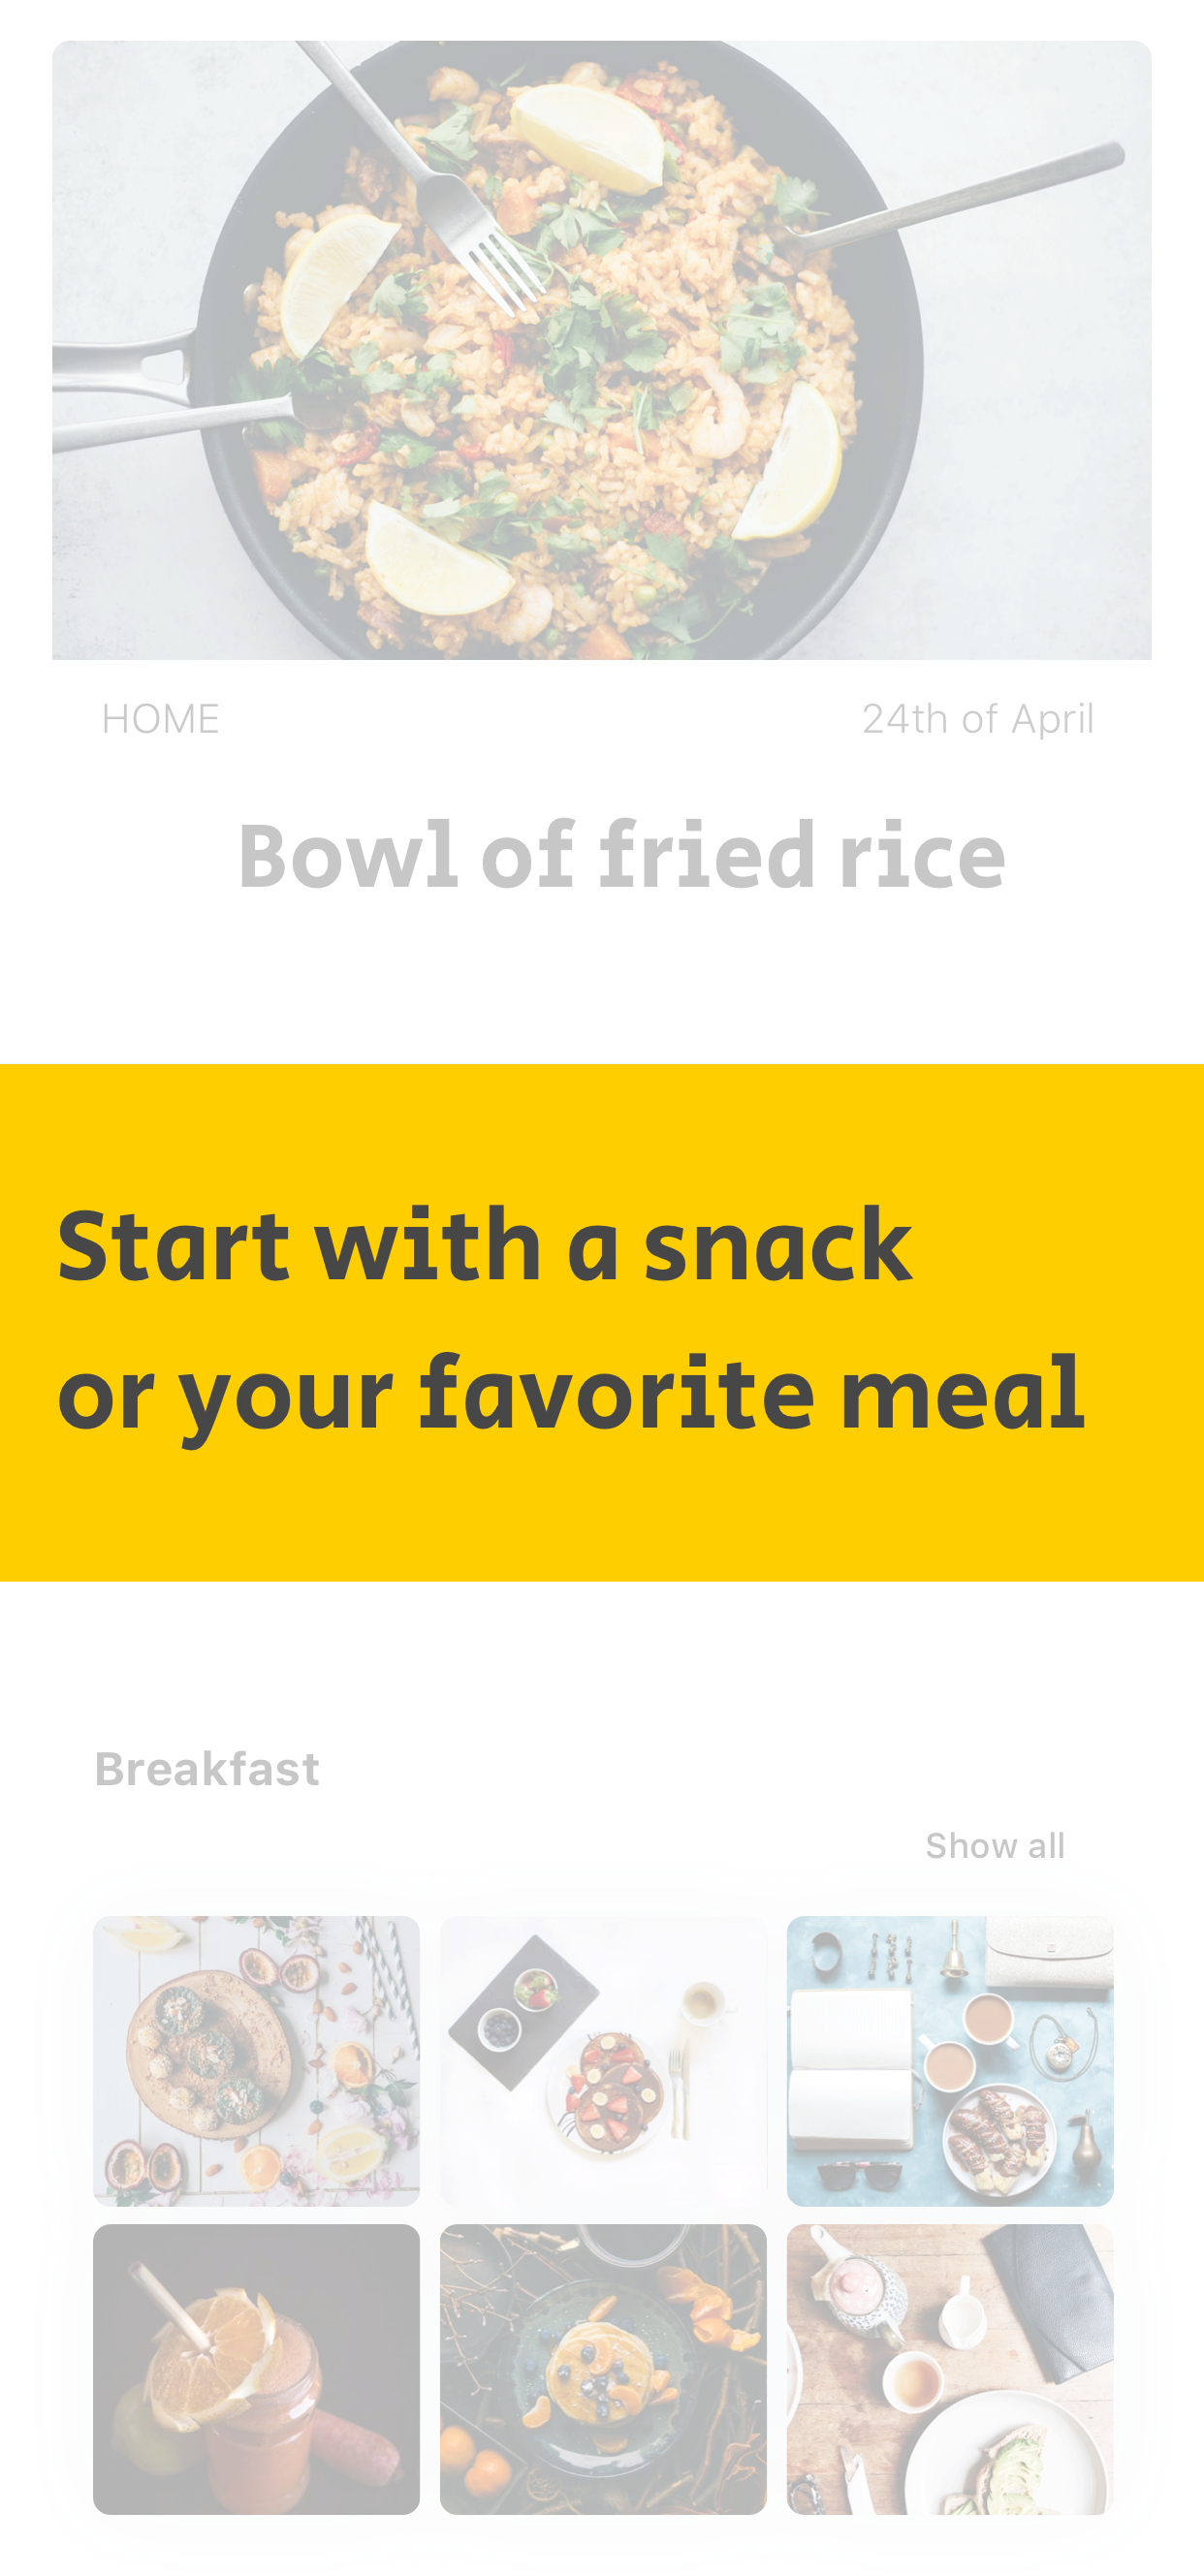 HOME
24th of April
Bowl of fried rice
Start with a snack
or your favorite meal
Breakfast
Show all